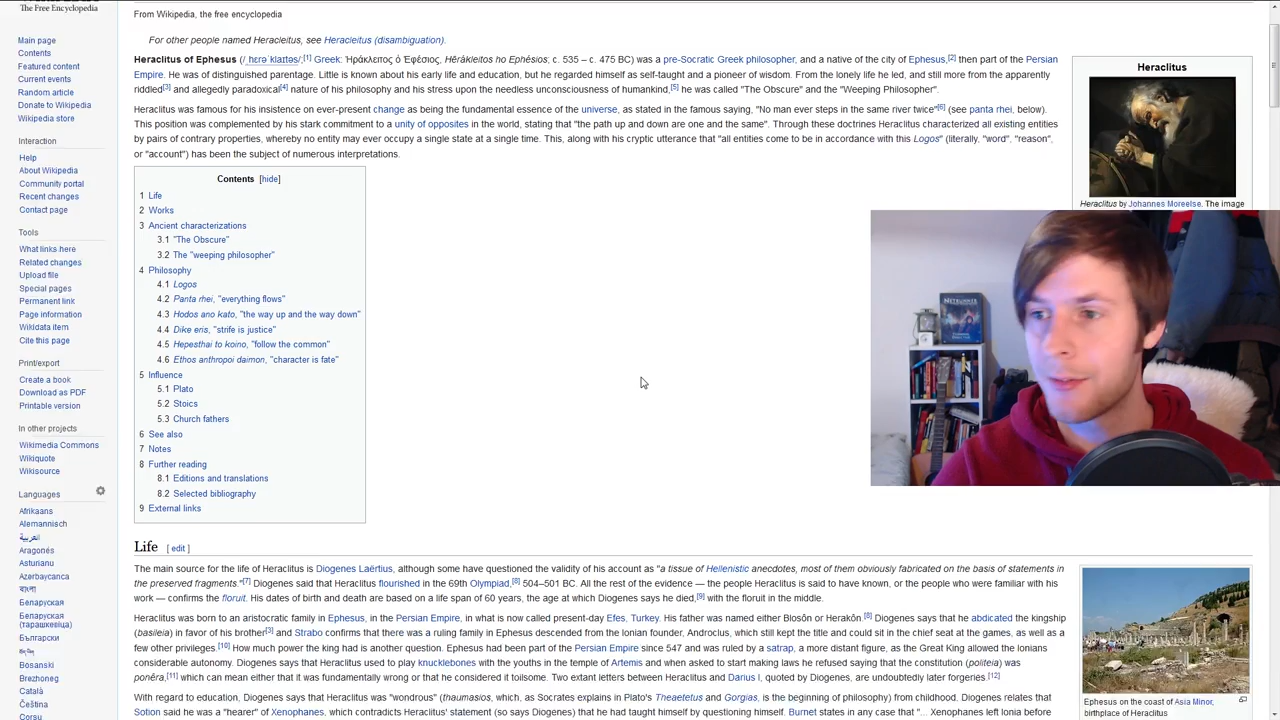 The Free Encyclopedia
Main page
Contents
Featured content
Current events
Random article
Donate to Wikipedia
Wikipedia store
Interaction
Help
About Wikipedia
Community portal
Recent changes
Contact page
Tools
What links here
Related changes
Upload file
Special pages
Permanent link
Page information
Wikidata item
Cite this page
Print/export
Create a book
Download as PDF
Printable version
In other projects
Wikimedia Commons
Wikiquote
Wikisource
Languages
Afrikaans
Alemannisch
العربية
Aragonés
Asturianu
Azərbaycanca
বাংলা
Беларуская
Беларуская
(тарашкевіца)
Български
Bosanski
Brezhoneg
Català
Čeština
Corsu
From Wikipedia, the free encyclopedia
For other people named Heracleitus, see Heracleitus (disambiguation).
Heraclitus of Ephesus (/ˌhɛrəˈklaɪtəs/;[1] Greek: Ἡράκλειτος ὁ Ἐφέσιος, Hērákleitos ho Ephésios; c. 535 – c. 475 BC) was a pre-Socratic Greek philosopher, and a native of the city of Ephesus,[2] then part of the Persian
Empire. He was of distinguished parentage. Little is known about his early life and education, but he regarded himself as self-taught and a pioneer of wisdom. From the lonely life he led, and still more from the apparently
riddled[3] and allegedly paradoxical[4] nature of his philosophy and his stress upon the needless unconsciousness of humankind,[5] he was called "The Obscure" and the "Weeping Philosopher".
Heraclitus was famous for his insistence on ever-present change as being the fundamental essence of the universe, as stated in the famous saying, "No man ever steps in the same river twice"[6] (see panta rhei, below).
This position was complemented by his stark commitment to a unity of opposites in the world, stating that "the path up and down are one and the same". Through these doctrines Heraclitus characterized all existing entities
by pairs of contrary properties, whereby no entity may ever occupy a single state at a single time. This, along with his cryptic utterance that "all entities come to be in accordance with this Logos" (literally, "word", "reason",
or "account") has been the subject of numerous interpretations.
Heraclitus
Heraclitus by Johannes Moreelse. The image
Contents [hide]
1 Life
2 Works
3 Ancient characterizations
3.1 "The Obscure"
3.2 The "weeping philosopher"
4 Philosophy
4.1 Logos
4.2 Panta rhei, "everything flows"
4.3 Hodos ano kato, "the way up and the way down"
4.4 Dike eris, "strife is justice"
4.5 Hepesthai to koino, "follow the common"
4.6 Ethos anthropoi daimon, "character is fate"
5 Influence
5.1 Plato
5.2 Stoics
5.3 Church fathers
6 See also
7 Notes
8 Further reading
8.1 Editions and translations
8.2 Selected bibliography
9 External links
NETRUNNER
Life [ edit ]
The main source for the life of Heraclitus is Diogenes Laërtius, although some have questioned the validity of his account as "a tissue of Hellenistic anecdotes, most of them obviously fabricated on the basis of statements in
the preserved fragments."[7] Diogenes said that Heraclitus flourished in the 69th Olympiad,[8] 504–501 BC. All the rest of the evidence — the people Heraclitus is said to have known, or the people who were familiar with his
work — confirms the floruit. His dates of birth and death are based on a life span of 60 years, the age at which Diogenes says he died,[9] with the floruit in the middle.
Heraclitus was born to an aristocratic family in Ephesus, in the Persian Empire, in what is now called present-day Efes, Turkey. His father was named either Blosôn or Herakôn.[8] Diogenes says that he abdicated the kingship
(basileia) in favor of his brother[3] and Strabo confirms that there was a ruling family in Ephesus descended from the Ionian founder, Androclus, which still kept the title and could sit in the chief seat at the games, as well as a
few other privileges.[10] How much power the king had is another question. Ephesus had been part of the Persian Empire since 547 and was ruled by a satrap, a more distant figure, as the Great King allowed the Ionians
considerable autonomy. Diogenes says that Heraclitus used to play knucklebones with the youths in the temple of Artemis and when asked to start making laws he refused saying that the constitution (politeia) was
ponêra,[11] which can mean either that it was fundamentally wrong or that he considered it toilsome. Two extant letters between Heraclitus and Darius I, quoted by Diogenes, are undoubtedly later forgeries.[12]
With regard to education, Diogenes says that Heraclitus was "wondrous" (thaumasios, which, as Socrates explains in Plato's Theaetetus and Gorgias, is the beginning of philosophy) from childhood. Diogenes relates that
Sotion said he was a "hearer" of Xenophanes, which contradicts Heraclitus' statement (so says Diogenes) that he had taught himself by questioning himself. Burnet states in any case that "... Xenophanes left Ionia before
Ephesus on the coast of Asia Minor,
birthplace of Heraclitus